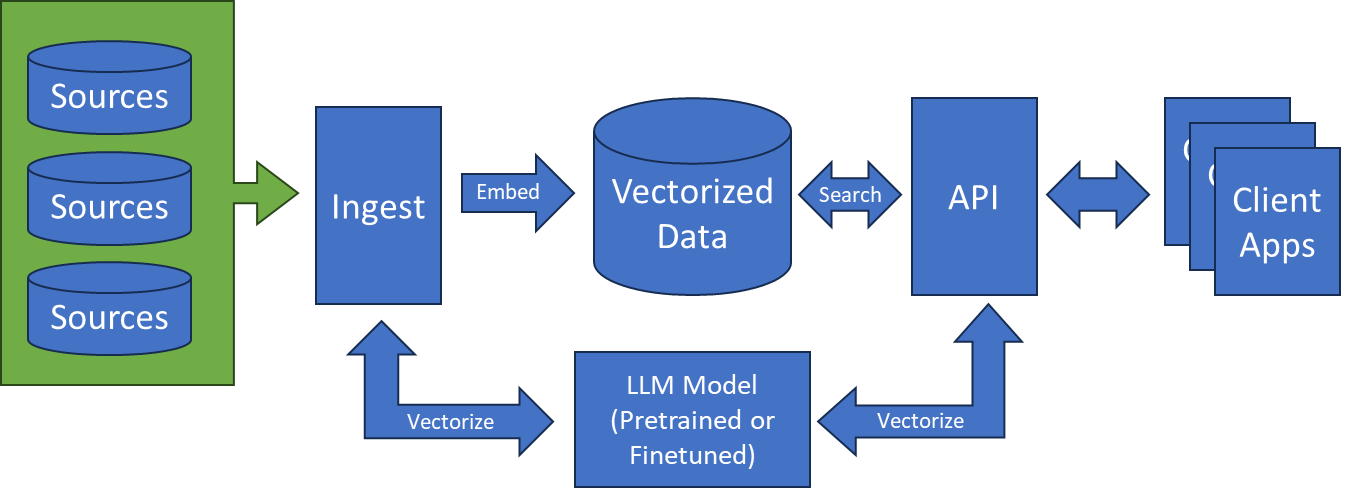 Sources
Sources
Sources
Ingest
Embed
Vectorized
Data
Search
API
Client
Apps
Vectorize
LLM Model
(Pretrained or
Finetuned)
Vectorize